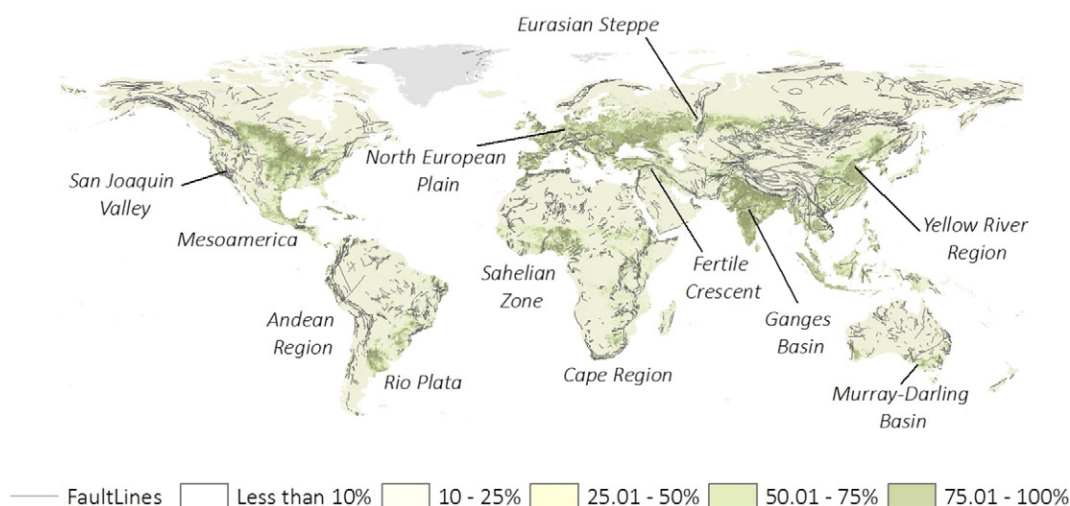 Eurasian Steppe
North European
Plain
San Joaquin
Valley
Mesoamerica
Yellow River
Region
Sahelian
Zone
Fertile
Crescent
Ganges
Basin
Andean
Region
Rio Plata
Cape Region
Murray-Darling
Basin
FaultLines Less than 10% 10 - 25% 25.01 - 50% 50.01 - 75% 75.01 - 100%